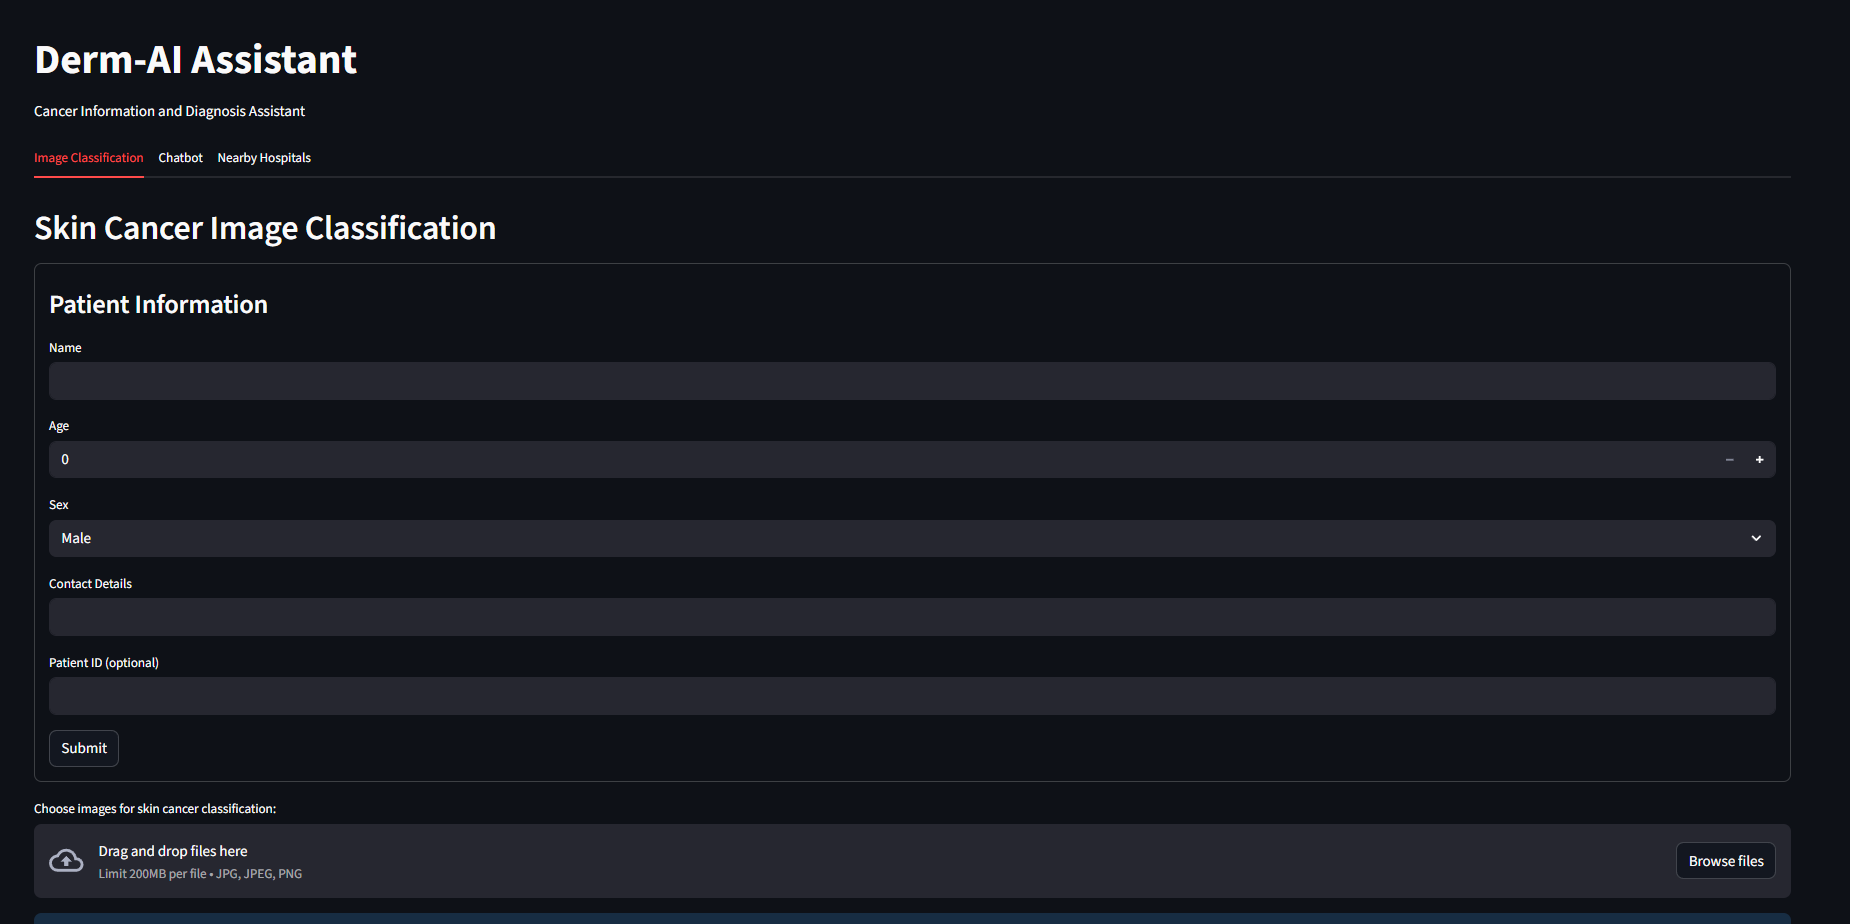 Derm-AI Assistant
Cancer Information and Diagnosis Assistant
Image Classification Chatbot Nearby Hospitals
Skin Cancer Image Classification
Patient Information
Name
Age
0
Sex
Male
Contact Details
Patient ID (optional)
Submit
Choose images for skin cancer classification:
Drag and drop files here
Limit 200MB per file • JPG, JPEG, PNG
Browse files